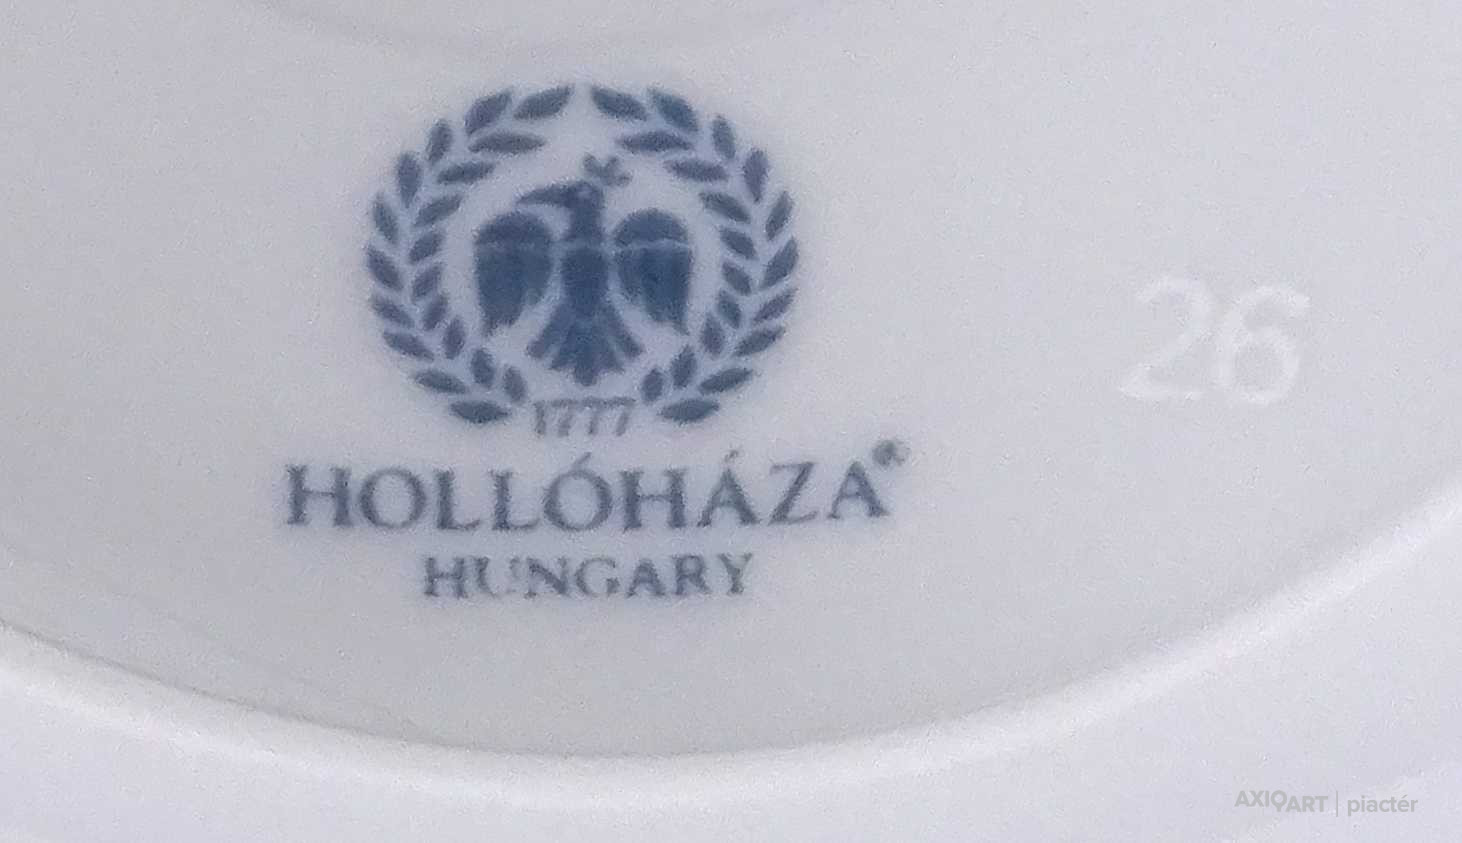 1777
HOLLÓHÁZA®
HUNGARY
26
AXIOART | piactér